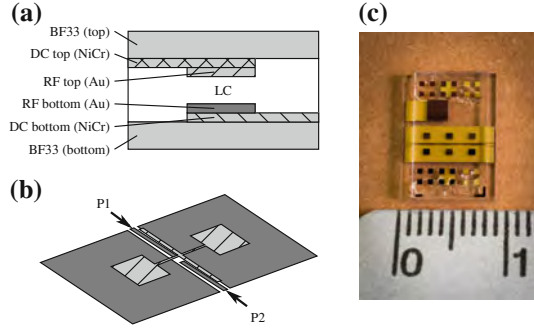 (a)
BF33 (top)
DC top (NiCr)
RF top (Au)
LC
RF bottom (Au)
DC bottom (NiCr)
BF33 (bottom)
(b)
P1
P2
(c)
0 1